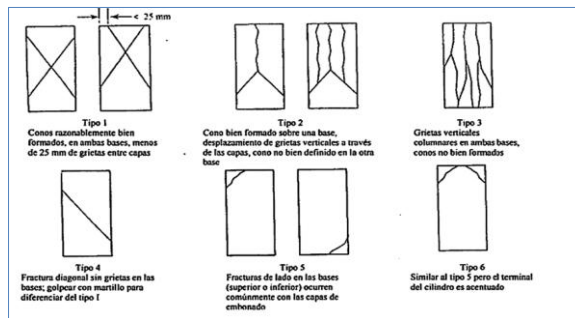 < 25 mm
Tipo 1
Conos razonablemente bien
formados, en ambas bases, menos
de 25 mm de grietas entre capas
Tipo 2
Cono bien formado sobre una base,
desplazamiento de grietas verticales a través
de las capas, cono no bien definido en la otra
base
Tipo 3
Grietas verticales
columnares en ambas bases,
conos no bien formados
Tipo 4
Fractura diagonal sin grietas en las
bases; golpear con martillo para
diferenciar del tipo I
Tipo 5
Fracturas de lado en las bases
(superior o inferior) ocurren
comúnmente con las capas de
embonado
Tipo 6
Similar al tipo 5 pero el terminal
del cilindro es acentuado